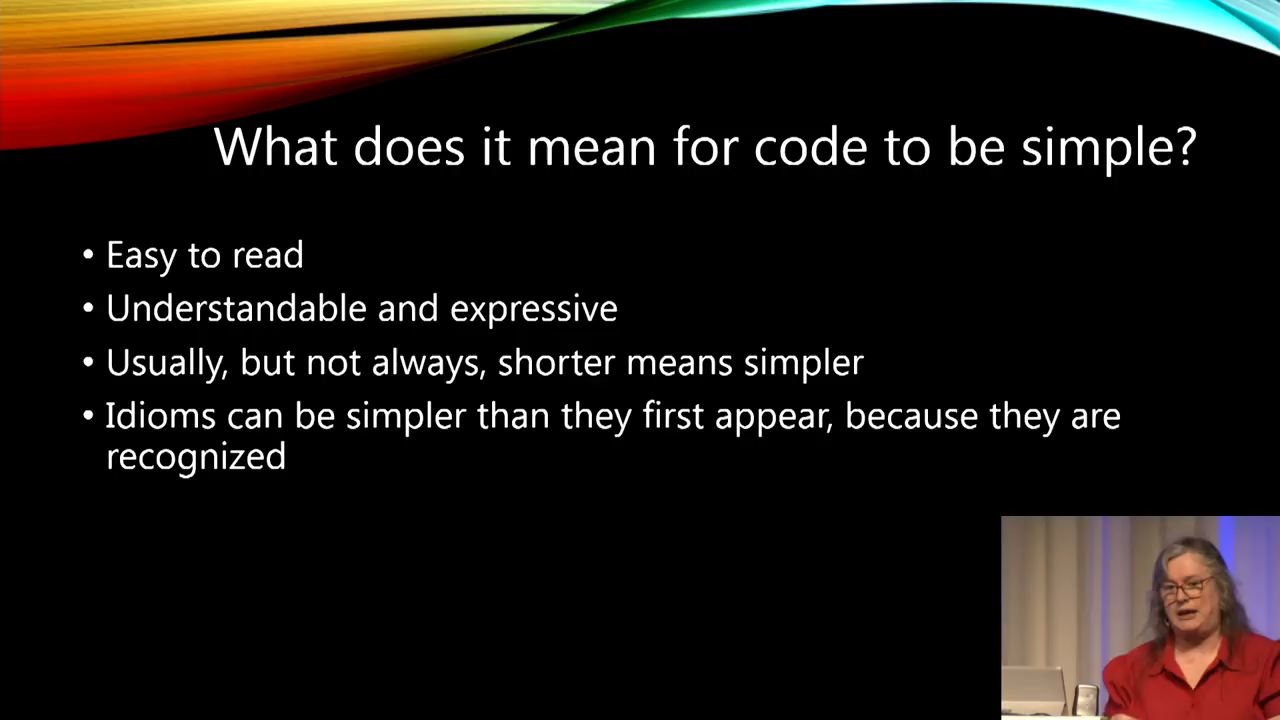 What does it mean for code to be simple?
• Easy to read
• Understandable and expressive
• Usually, but not always, shorter means simpler
• Idioms can be simpler than they first appear, because they are
recognized